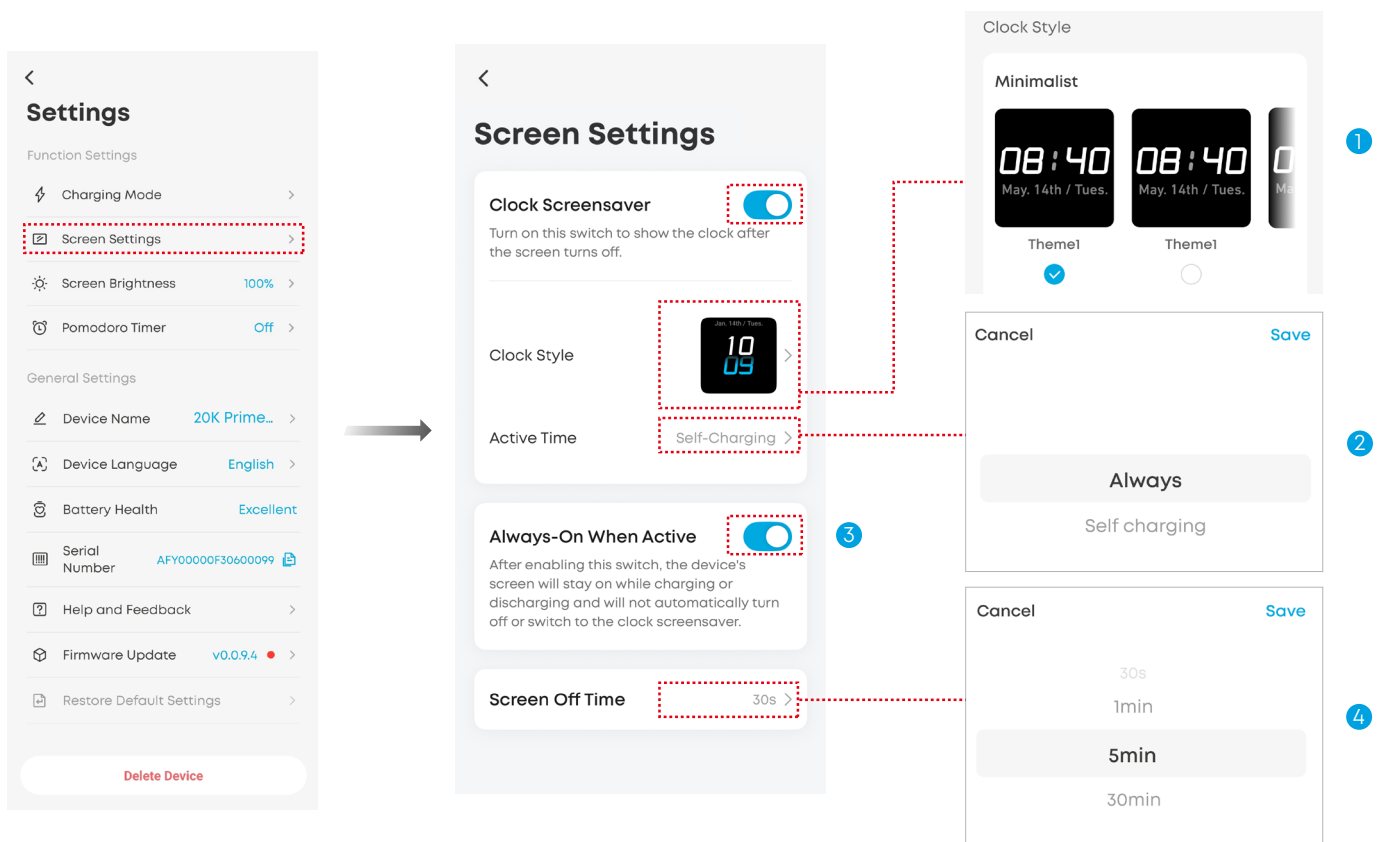 Settings
Function Settings
Charging Mode
Screen Settings
Screen Brightness 100%
Pomodoro Timer Off
General Settings
Device Name 20K Prime...
Device Language English
Battery Health Excellent
Serial
Number AFY00000F30600099
Help and Feedback
Firmware Update v0.0.9.4
Restore Default Settings
Delete Device
Screen Settings
Clock Screensaver
Turn on this switch to show the clock after
the screen turns off.
Clock Style
Jan. 14th / Tues.
10
09
Active Time Self-Charging
Always-On When Active
After enabling this switch, the device's
screen will stay on while charging or
discharging and will not automatically turn
off or switch to the clock screensaver.
3
Screen Off Time 30s
Clock Style
Minimalist
08:40 08:40
May. 14th / Tues. May. 14th / Tues. Ma
Theme1 Theme1
1
Cancel Save
Always
Self charging
2
Cancel Save
30s
1min
5min
30min
4